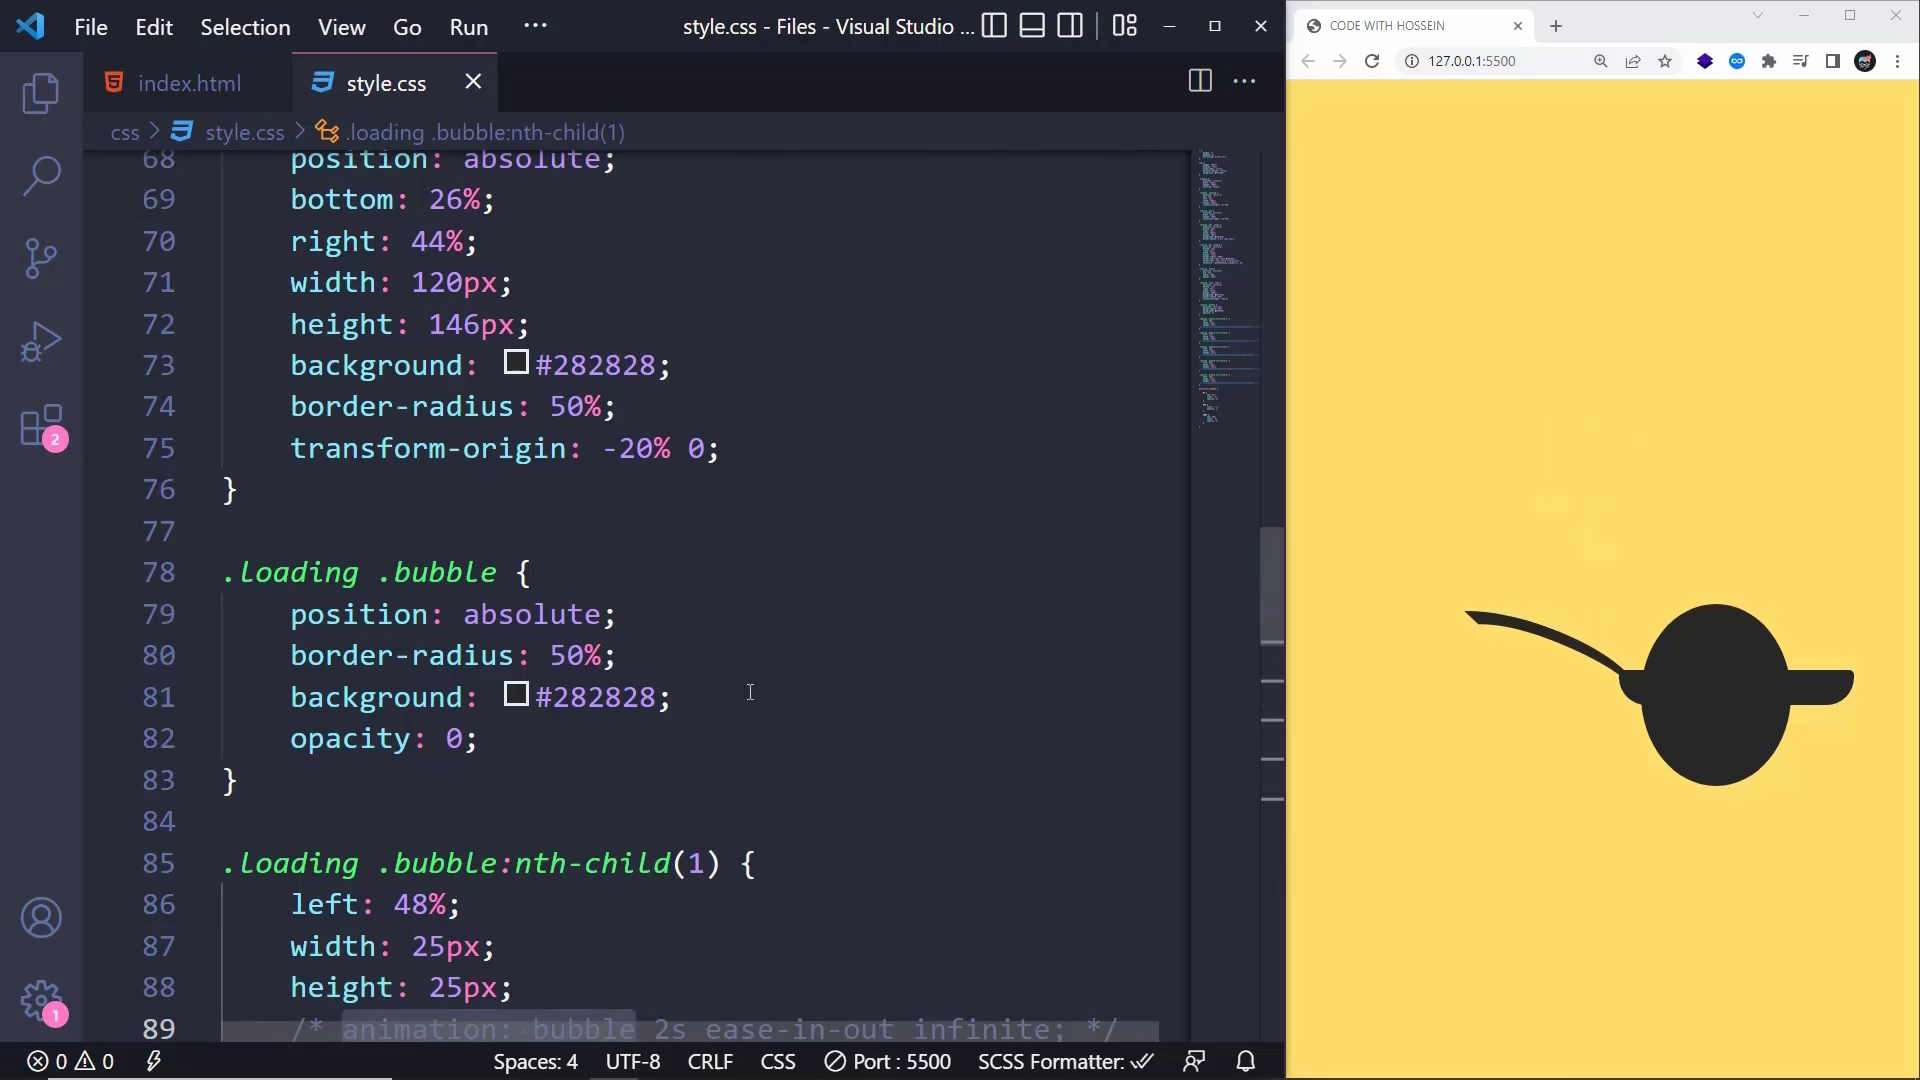 File Edit Selection View Go Run ··· style.css - Files - Visual Studio ...
index.html style.css
css > style.css > .loading .bubble:nth-child(1)
68 position: absolute;
69 bottom: 26%;
70 right: 44%;
71 width: 120px;
72 height: 146px;
73 background: #282828;
74 border-radius: 50%;
75 transform-origin: -20% 0;
76 }
77
78 .loading .bubble {
79 position: absolute;
80 border-radius: 50%;
81 background: #282828;
82 opacity: 0;
83 }
84
85 .loading .bubble:nth-child(1) {
86 left: 48%;
87 width: 25px;
88 height: 25px;
89 /* animation: bubble 2s ease-in-out infinite; */
2
1
0 0 Spaces: 4 UTF-8 CRLF CSS Port : 5500 SCSS Formatter:
CODE WITH HOSSEIN
127.0.0.1:5500